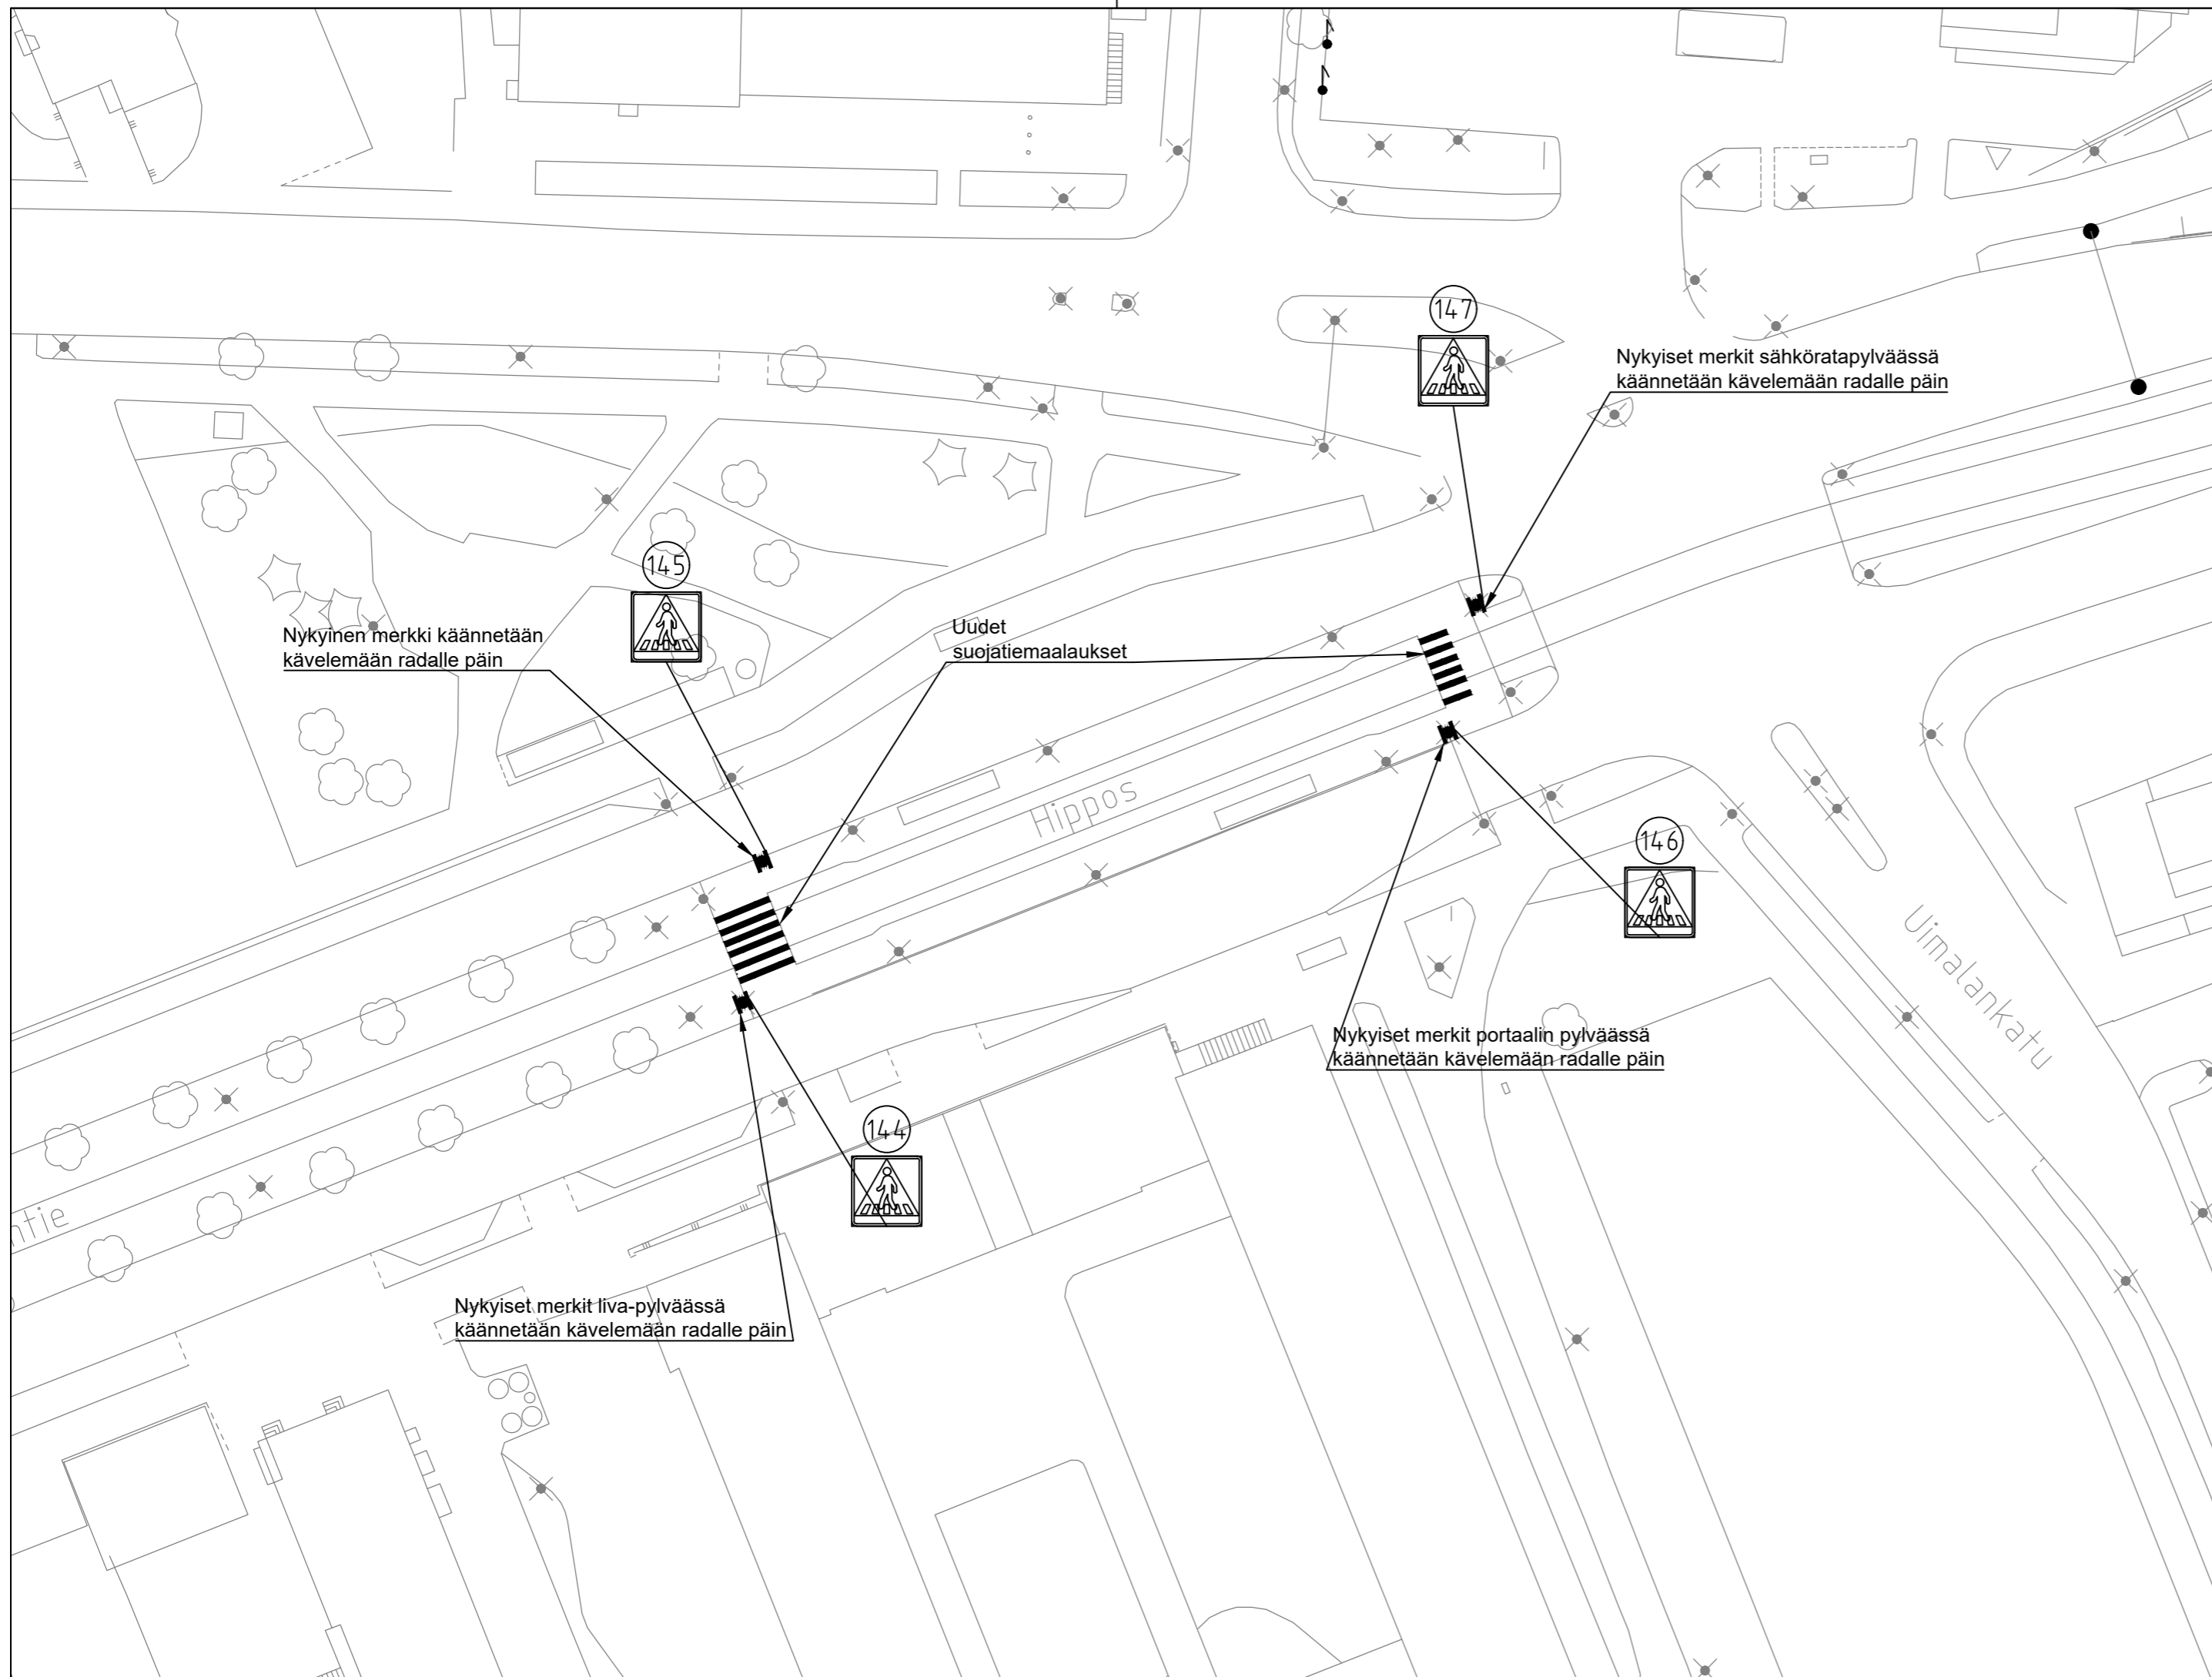 147
Nykyiset merkit sähköratapylväässä
käännetään kävelemään radalle päin
145
Nykyinen merkki käännetään
kävelemään radalle päin
Uudet
suojatiemaalaukset
Hippos
146
Uimalankatu
Nykyiset merkit portaalin pylväässä
käännetään kävelemään radalle päin
144
ntie
Nykyiset merkit liva-pylväässä
käännetään kävelemään radalle päin